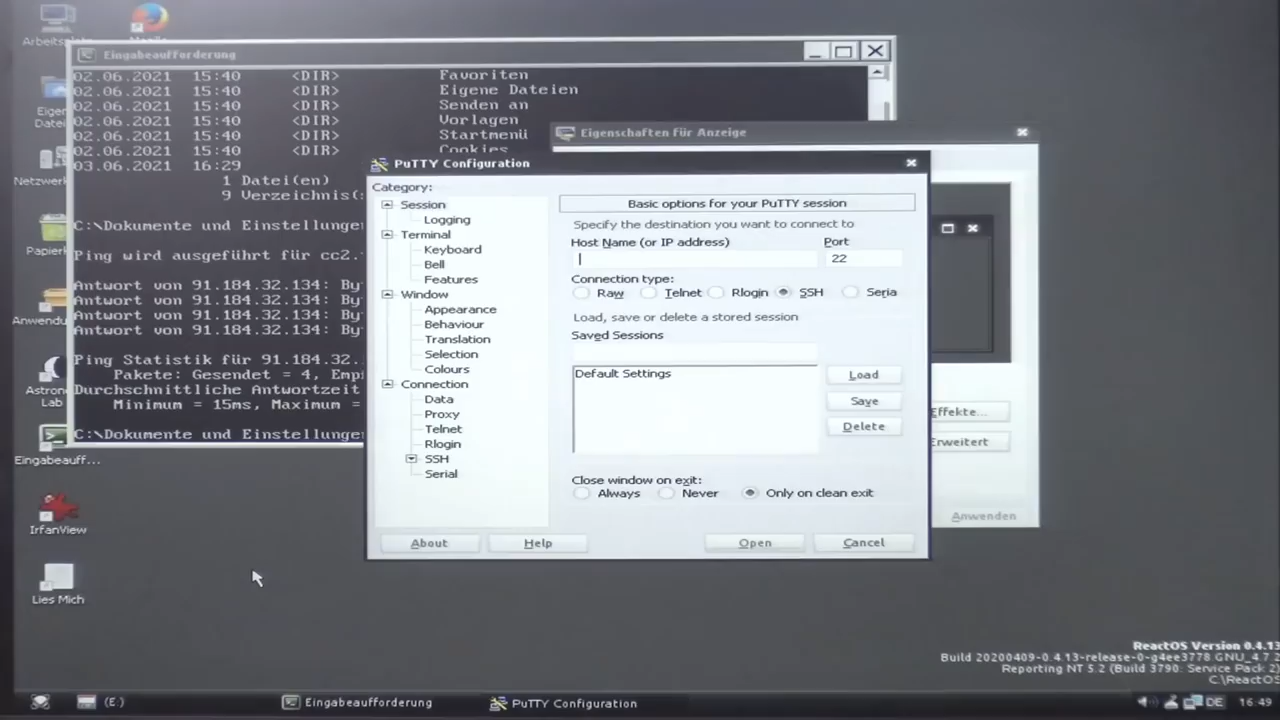 Arbeitsplatz
Mozilla
Eingabeaufforderung
02.06.2021 15:40 <DIR> Favoriten
02.06.2021 15:40 <DIR> Eigene Dateien
02.06.2021 15:40 <DIR> Senden an
02.06.2021 15:40 <DIR> Vorlagen
02.06.2021 15:40 <DIR> Startmenü
02.06.2021 15:40 <DIR> Cookies
03.06.2021 16:29
1 Datei(en)
9 Verzeichnis(
C:\Dokumente und Einstellunger
Ping wird ausgeführt für cc2.
Antwort von 91.184.32.134: By
Antwort von 91.184.32.134: By
Antwort von 91.184.32.134: By
Antwort von 91.184.32.134: By
Ping Statistik für 91.184.32.
Pakete: Gesendet = 4, Emp
Durchschnittliche Antwortzeit
Minimum = 15ms, Maximum =
C:\Dokumente und Einstellunger
Eigen
Datei
Netzwerk
Papierk
Anwendu
Astron
Lab
Eingabeauff...
IrfanView
Lies Mich
Eigenschaften für Anzeige
Effekte...
Erweitert
Anwenden
PuTTY Configuration
Category:
Session
Logging
Terminal
Keyboard
Bell
Features
Window
Appearance
Behaviour
Translation
Selection
Colours
Connection
Data
Proxy
Telnet
Rlogin
SSH
Serial
Basic options for your PuTTY session
Specify the destination you want to connect to
Host Name (or IP address) Port
22
Connection type:
Raw Telnet Rlogin SSH Seria
Load, save or delete a stored session
Saved Sessions
Default Settings
Load
Save
Delete
Close window on exit:
Always Never Only on clean exit
About Help Open Cancel
ReactOS Version 0.4.13
Build 20200409-0.4.13-release-0-g4ee3778.GNU_4.7.2
Reporting NT 5.2 (Build 3790: Service Pack 2)
C:\ReactOS
(E:) Eingabeaufforderung PuTTY Configuration DE 16:49